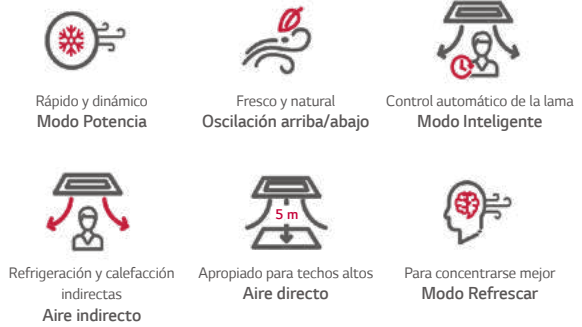 Rápido y dinámico
Modo Potencia
Fresco y natural
Oscilación arriba/abajo
Control automático de la lama
Modo Inteligente
Refrigeración y calefacción
indirectas
Aire indirecto
5 m
Apropiado para techos altos
Aire directo
Para concentrarse mejor
Modo Refrescar